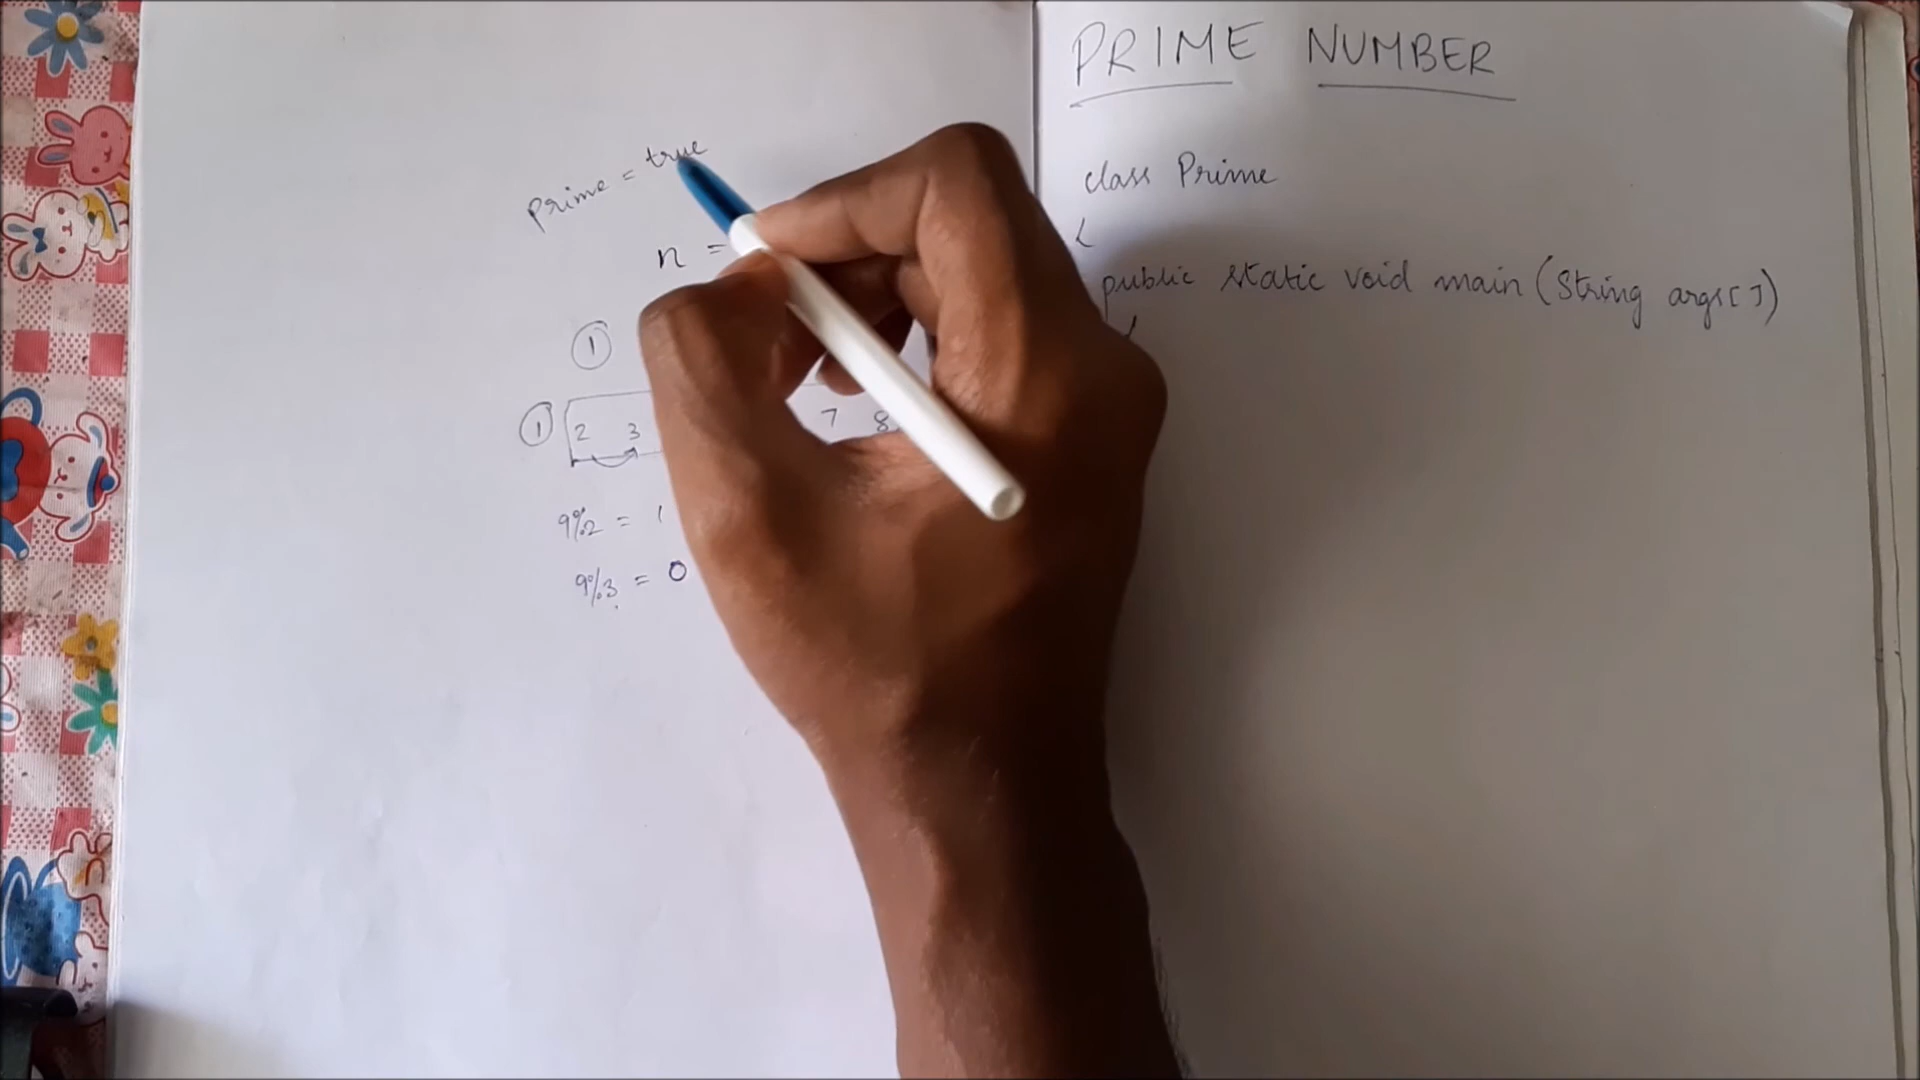 prime = true
n =
1
1 2 3 7 8
9%2 = 1
9%3 = 0
PRIME NUMBER
class Prime
{
public static void main (String args[])
{